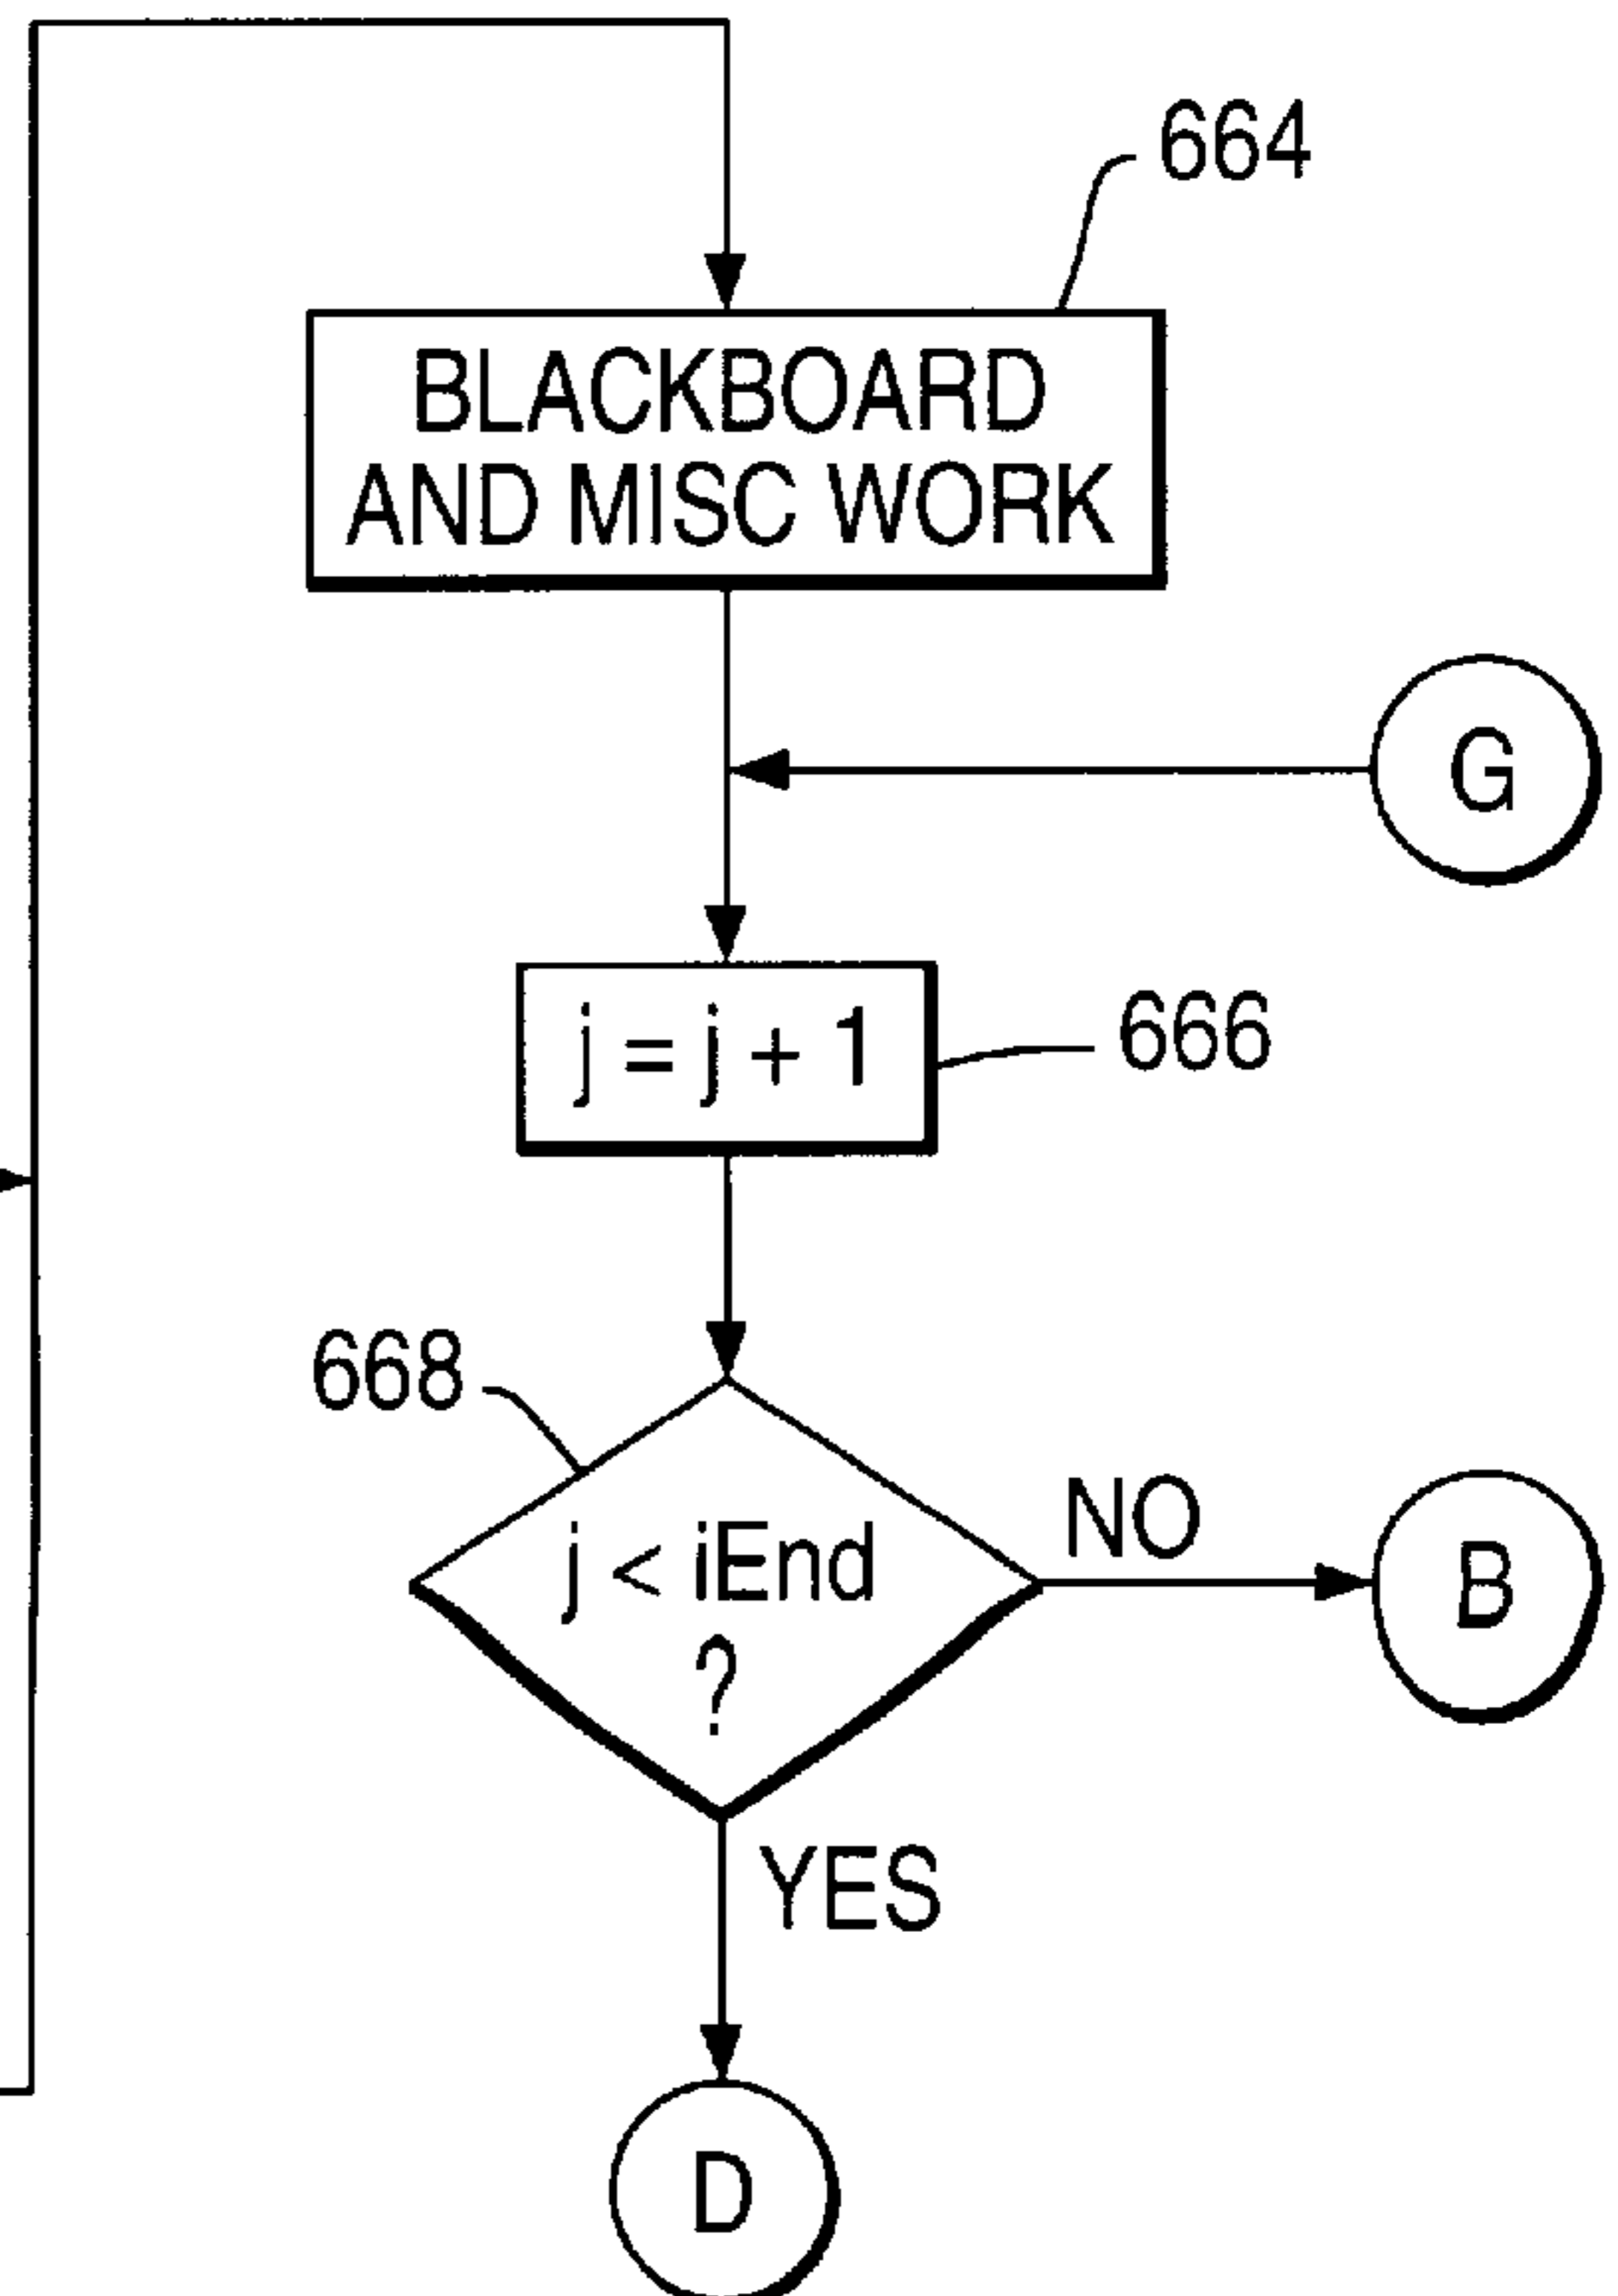 664
BLACKBOARD
AND MISC WORK
G
j = j + 1
666
668
j < iEnd
?
NO
B
YES
D